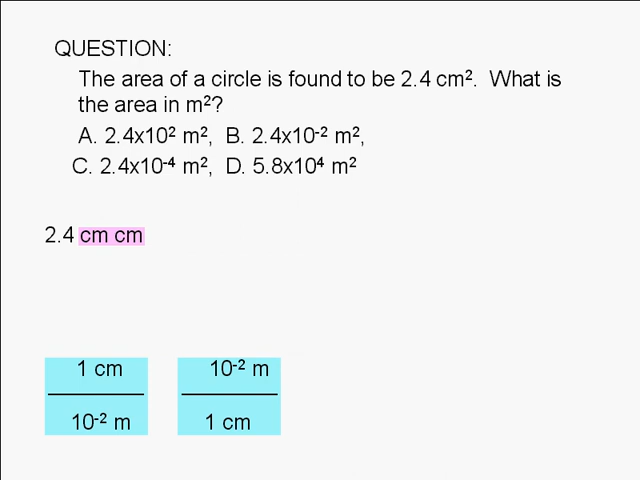 QUESTION:
The area of a circle is found to be 2.4 cm². What is
the area in m²?
A. 2.4x10² m², B. 2.4x10⁻² m²,
C. 2.4x10⁻⁴ m², D. 5.8x10⁴ m²
2.4 cm cm
1 cm
10⁻² m
10⁻² m
1 cm